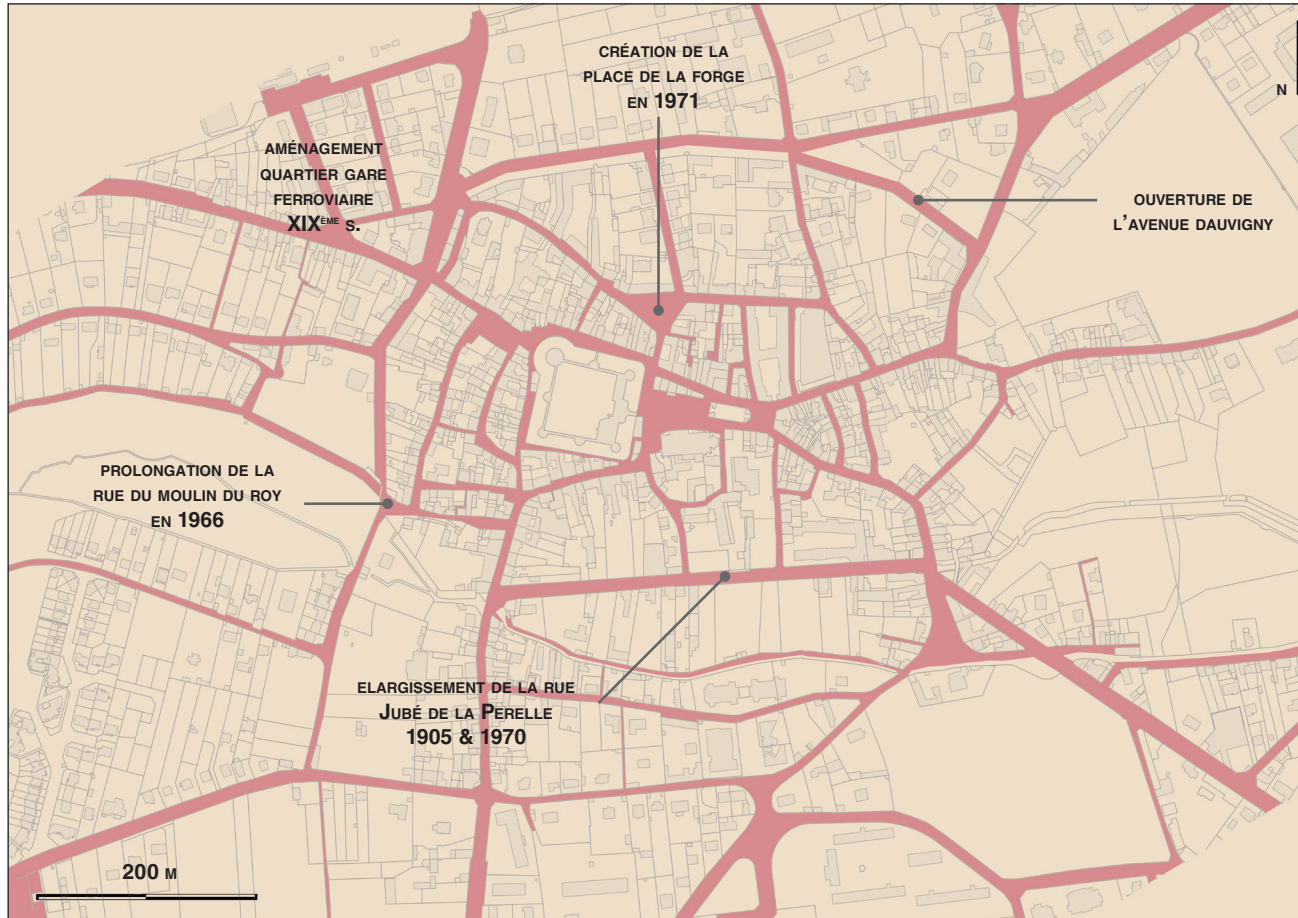 CRÉATION DE LA
PLACE DE LA FORGE
EN 1971
N
AMÉNAGEMENT
QUARTIER GARE
FERROVIAIRE
XIXÈME S.
OUVERTURE DE
L'AVENUE DAUVIGNY
PROLONGATION DE LA
RUE DU MOULIN DU ROY
EN 1966
ELARGISSEMENT DE LA RUE
JUBÉ DE LA PERELLE
1905 & 1970
200 M